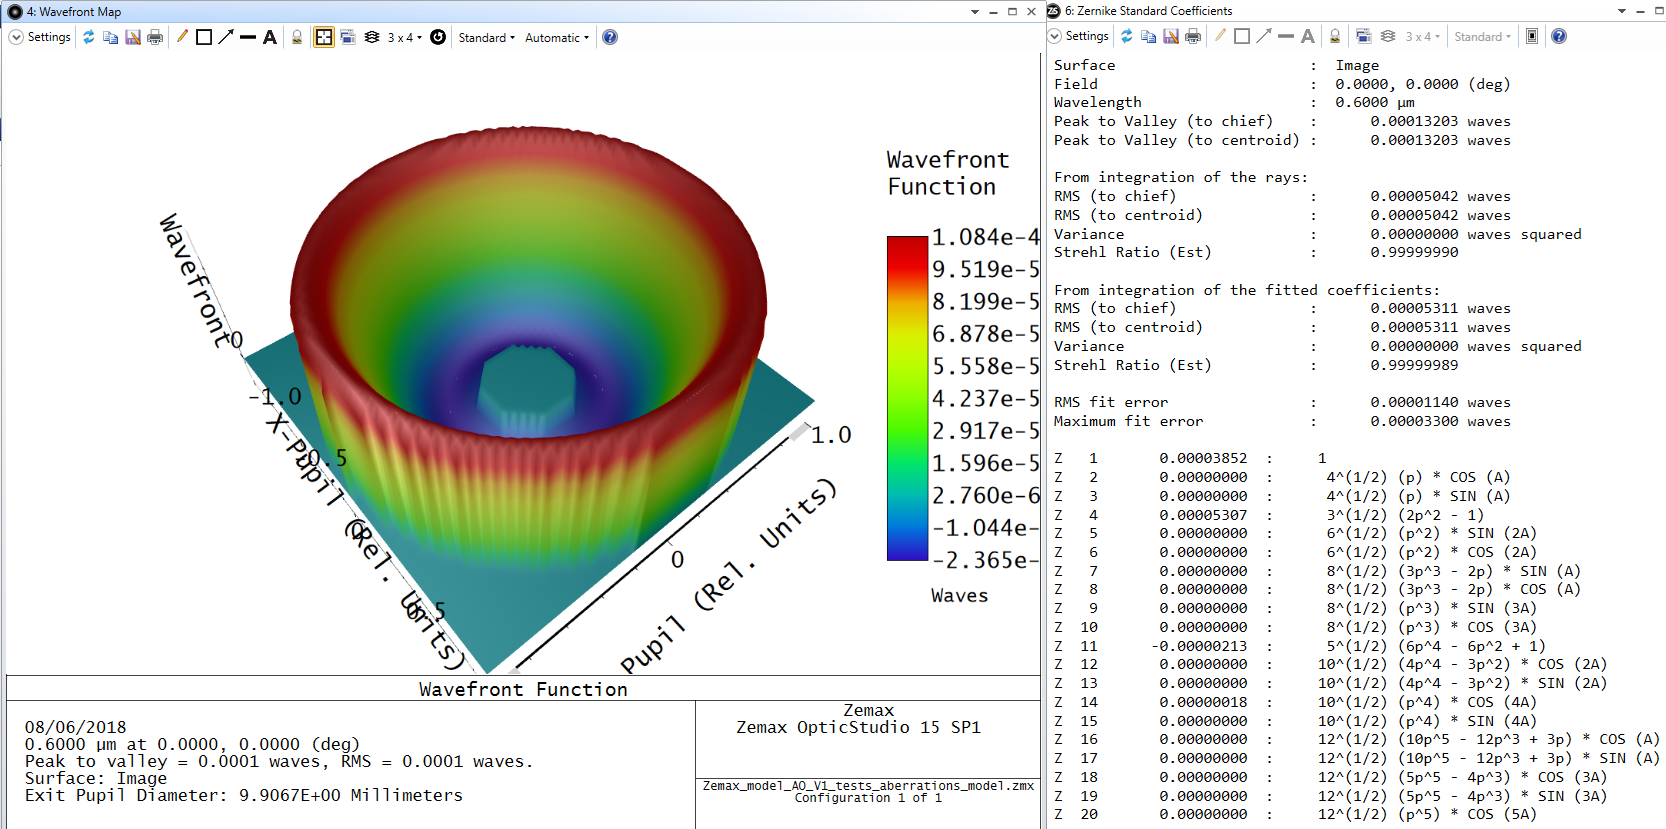 4: Wavefront Map
Settings
3 x 4
Standard
Automatic
Wavefront
0
-1.0
X-Pupil (Rel. Units)
0.5
1.0
0
Pupil (Rel. Units)
Wavefront
Function
1.084e-4
9.519e-5
8.199e-5
6.878e-5
5.558e-5
4.237e-5
2.917e-5
1.596e-5
2.760e-6
-1.044e-
-2.365e-
Waves
Wavefront Function
08/06/2018
0.6000 µm at 0.0000, 0.0000 (deg)
Peak to valley = 0.0001 waves, RMS = 0.0001 waves.
Surface: Image
Exit Pupil Diameter: 9.9067E+00 Millimeters
Zemax
Zemax OpticStudio 15 SP1
Zemax_model_AO_V1_tests_aberrations_model.zmx
Configuration 1 of 1
6: Zernike Standard Coefficients
Settings
3 x 4
Standard
Surface : Image
Field : 0.0000, 0.0000 (deg)
Wavelength : 0.6000 µm
Peak to Valley (to chief) : 0.00013203 waves
Peak to Valley (to centroid) : 0.00013203 waves
From integration of the rays:
RMS (to chief) : 0.00005042 waves
RMS (to centroid) : 0.00005042 waves
Variance : 0.00000000 waves squared
Strehl Ratio (Est) : 0.99999990
From integration of the fitted coefficients:
RMS (to chief) : 0.00005311 waves
RMS (to centroid) : 0.00005311 waves
Variance : 0.00000000 waves squared
Strehl Ratio (Est) : 0.99999989
RMS fit error : 0.00001140 waves
Maximum fit error : 0.00003300 waves
Z 1 0.00003852 : 1
Z 2 0.00000000 : 4^(1/2) (p) * COS (A)
Z 3 0.00000000 : 4^(1/2) (p) * SIN (A)
Z 4 0.00005307 : 3^(1/2) (2p^2 - 1)
Z 5 0.00000000 : 6^(1/2) (p^2) * SIN (2A)
Z 6 0.00000000 : 6^(1/2) (p^2) * COS (2A)
Z 7 0.00000000 : 8^(1/2) (3p^3 - 2p) * SIN (A)
Z 8 0.00000000 : 8^(1/2) (3p^3 - 2p) * COS (A)
Z 9 0.00000000 : 8^(1/2) (p^3) * SIN (3A)
Z 10 0.00000000 : 8^(1/2) (p^3) * COS (3A)
Z 11 -0.00000213 : 5^(1/2) (6p^4 - 6p^2 + 1)
Z 12 0.00000000 : 10^(1/2) (4p^4 - 3p^2) * COS (2A)
Z 13 0.00000000 : 10^(1/2) (4p^4 - 3p^2) * SIN (2A)
Z 14 0.00000018 : 10^(1/2) (p^4) * COS (4A)
Z 15 0.00000000 : 10^(1/2) (p^4) * SIN (4A)
Z 16 0.00000000 : 12^(1/2) (10p^5 - 12p^3 + 3p) * COS (A)
Z 17 0.00000000 : 12^(1/2) (10p^5 - 12p^3 + 3p) * SIN (A)
Z 18 0.00000000 : 12^(1/2) (5p^5 - 4p^3) * COS (3A)
Z 19 0.00000000 : 12^(1/2) (5p^5 - 4p^3) * SIN (3A)
Z 20 0.00000000 : 12^(1/2) (p^5) * COS (5A)